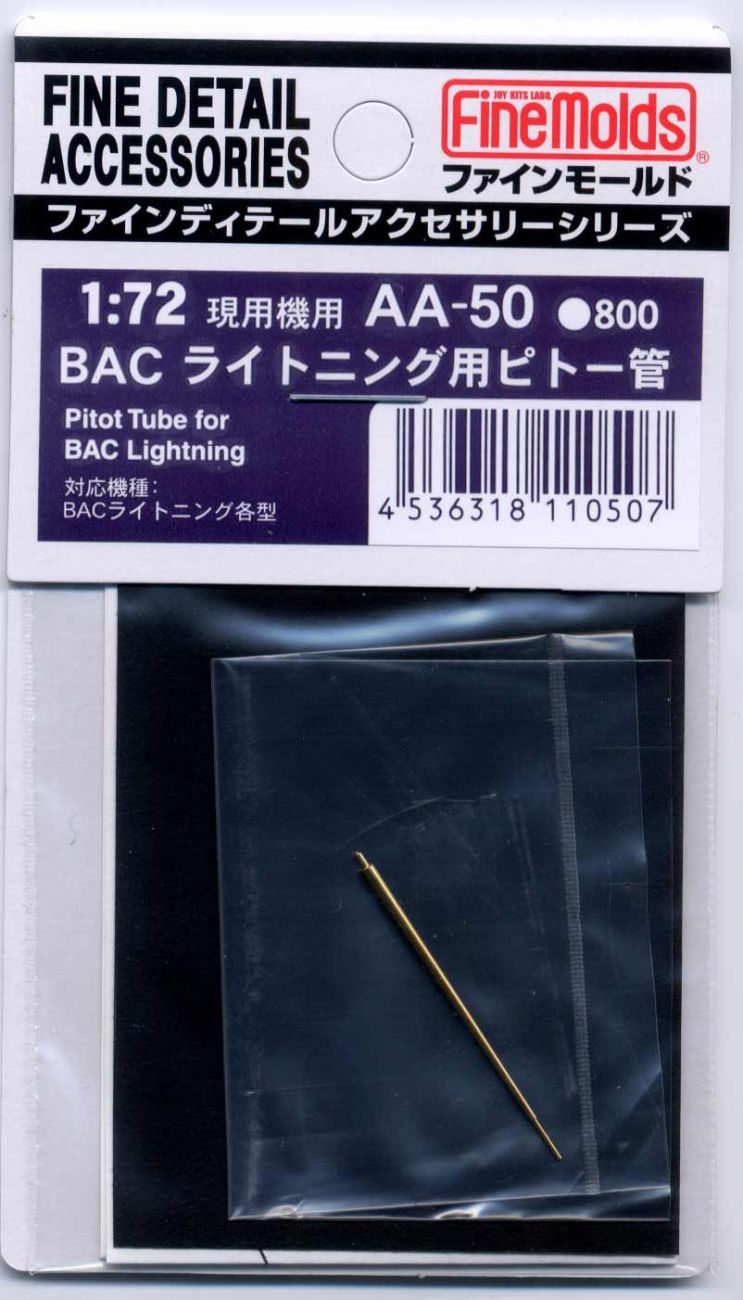 FINE DETAIL
ACCESSORIES
JOY KITS LABO.
FineMolds®
ファインモールド
ファインディテールアクセサリーシリーズ
1:72 現用機用 AA-50 ●800
BAC ライトニング用ピトー管
Pitot Tube for
BAC Lightning
対応機種:
BACライトニング各型
4 536318 110507